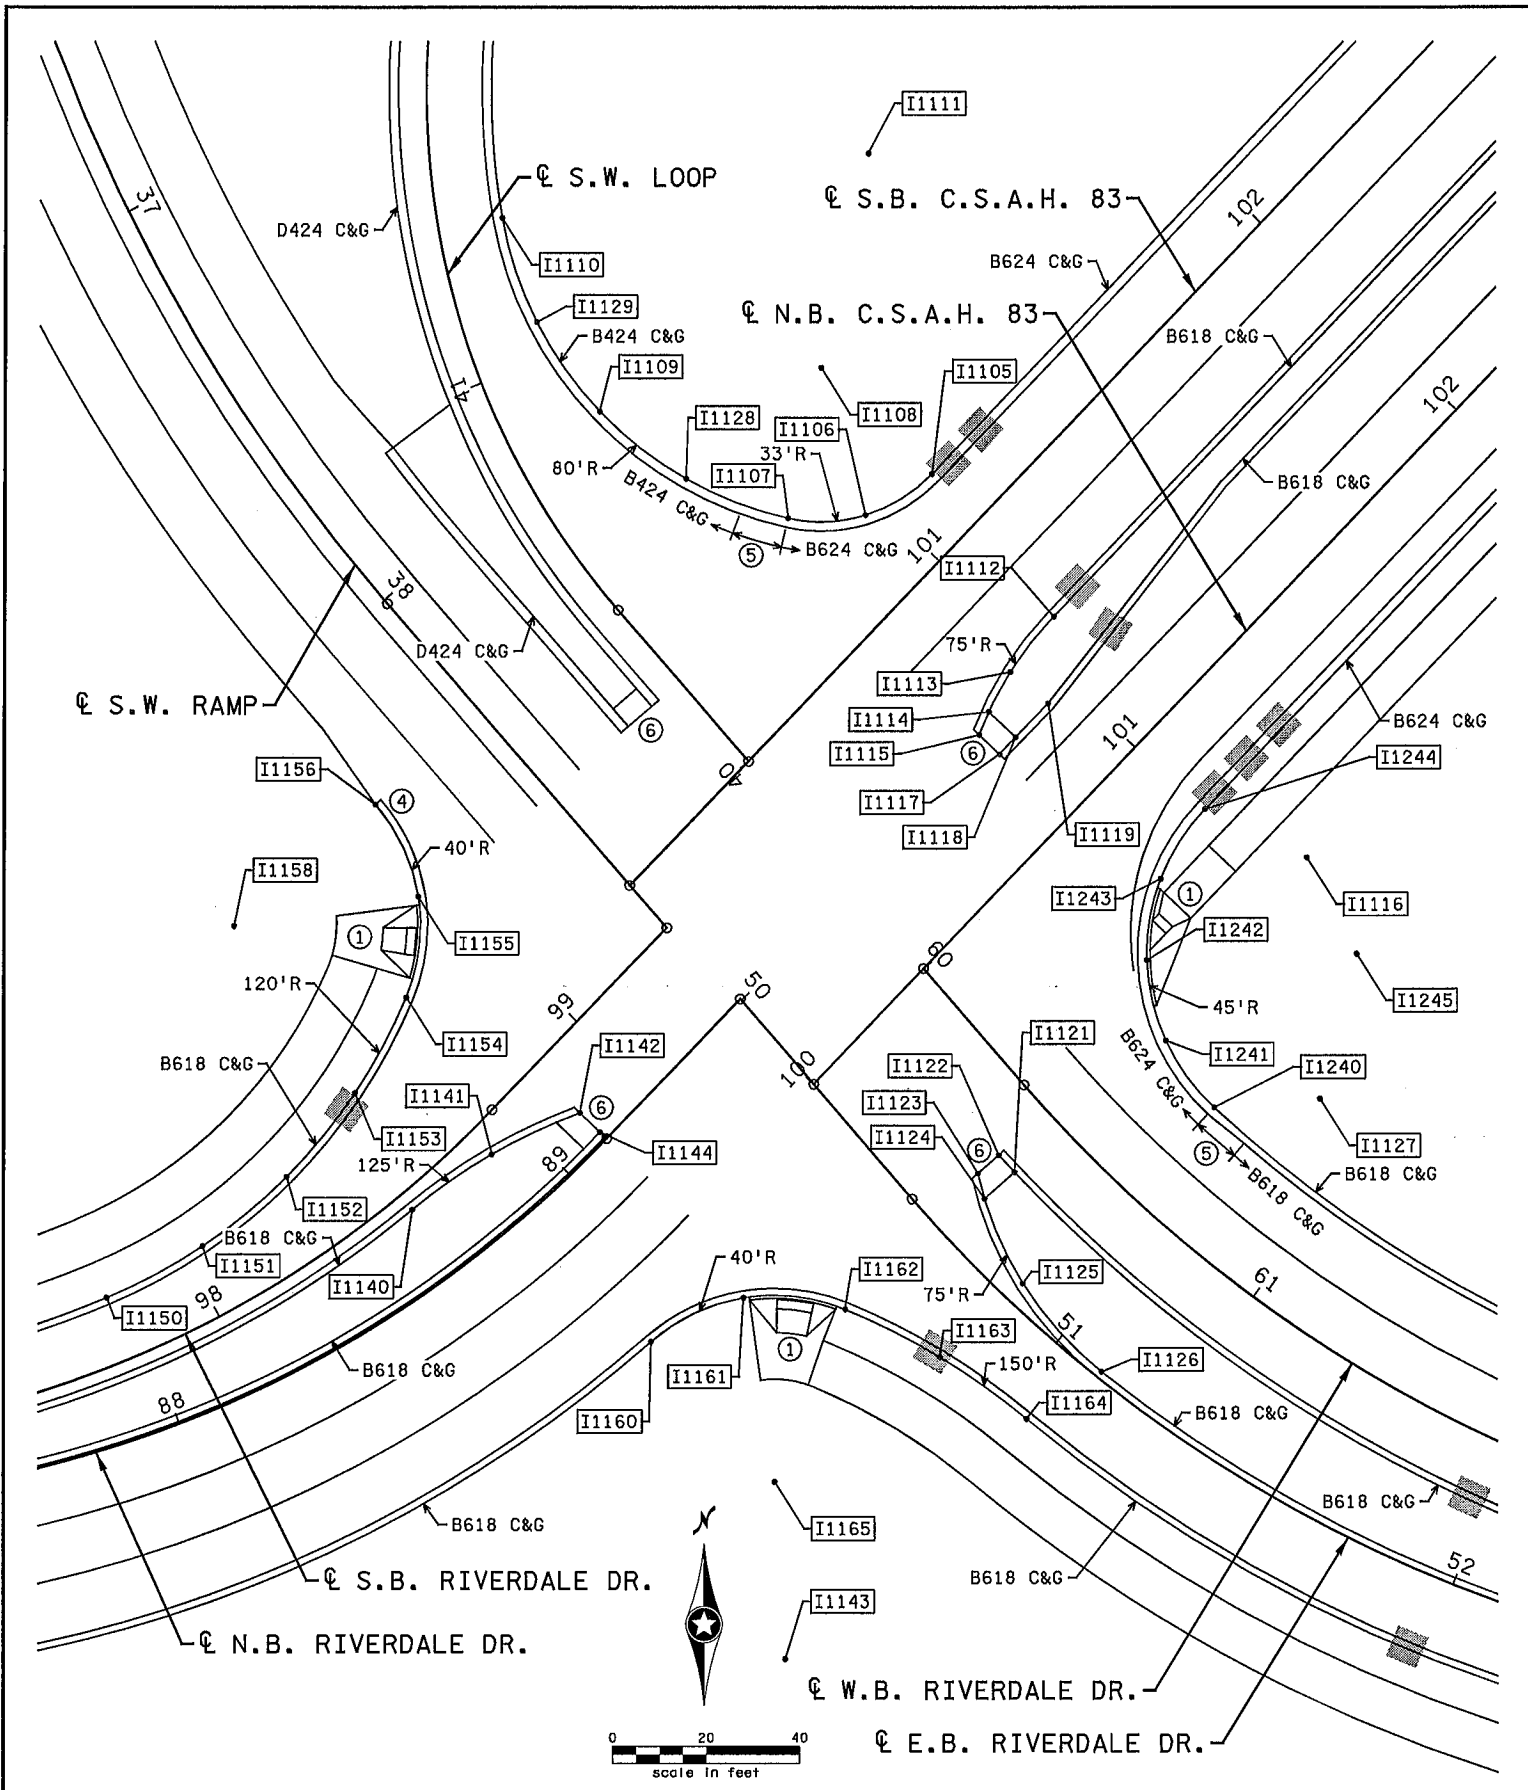 I1111
℄ S.W. LOOP
℄ S.B. C.S.A.H. 83
37
102
D424 C&G
I1110
B624 C&G
I1129
℄ N.B. C.S.A.H. 83
B424 C&G
B618 C&G
I1109
I1105
41
102
I1108
I1128
I1106
33'R
80'R
I1107
B424 C&G
B618 C&G
5
B624 C&G
101
I1112
38
75'R
D424 C&G
I1113
℄ S.W. RAMP
I1114
B624 C&G
6
I1115
6
101
I1244
I1156
40
4
I1117
I1118
I1119
40'R
I1158
I1243
1
I1116
1
I1155
I1242
60
120'R
50
I1245
99
45'R
I1154
I1142
I1121
B624 C&G
I1241
B618 C&G
100
I1122
I1240
I1141
6
I1123
I1153
I1124
I1127
125'R
89
I1144
6
5
B618 C&G
I1152
B618 C&G
B618 C&G
I1151
40'R
I1162
I1125
I1140
61
I1150
98
75'R
51
I1163
1
I1126
B618 C&G
I1161
150'R
88
I1164
I1160
B618 C&G
B618 C&G
B618 C&G
N
I1165
52
℄ S.B. RIVERDALE DR.
B618 C&G
I1143
℄ N.B. RIVERDALE DR.
℄ W.B. RIVERDALE DR.
0 20 40
℄ E.B. RIVERDALE DR.
scale in feet